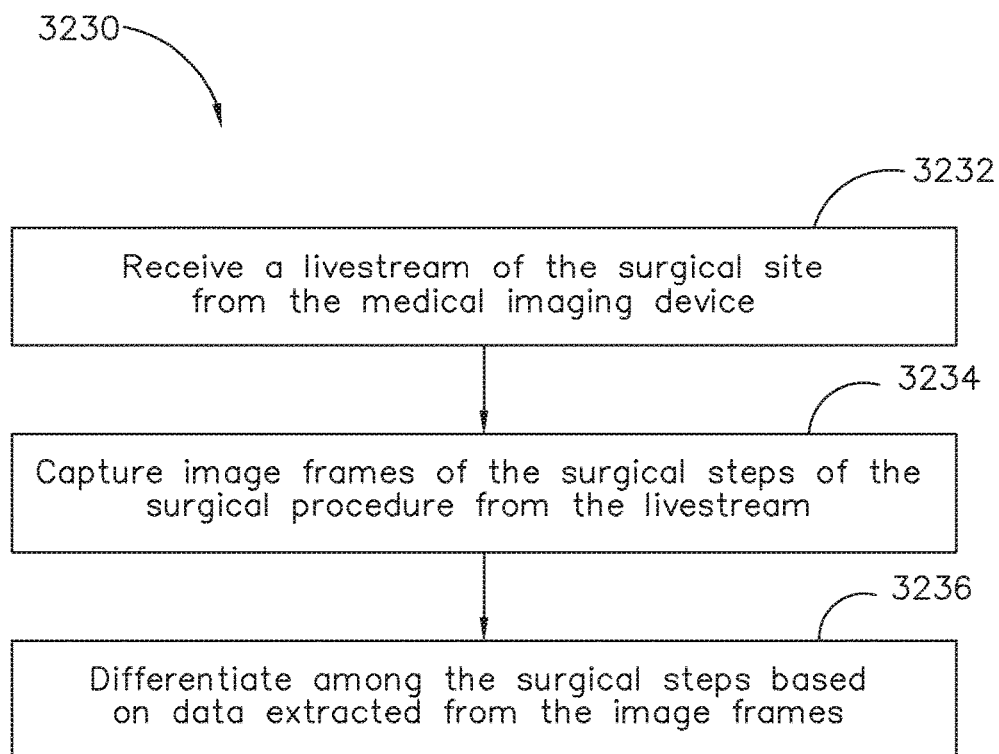 3230
3232
Receive a livestream of the surgical site
from the medical imaging device
3234
Capture image frames of the surgical steps of the
surgical procedure from the livestream
3236
Differentiate among the surgical steps based
on data extracted from the image frames